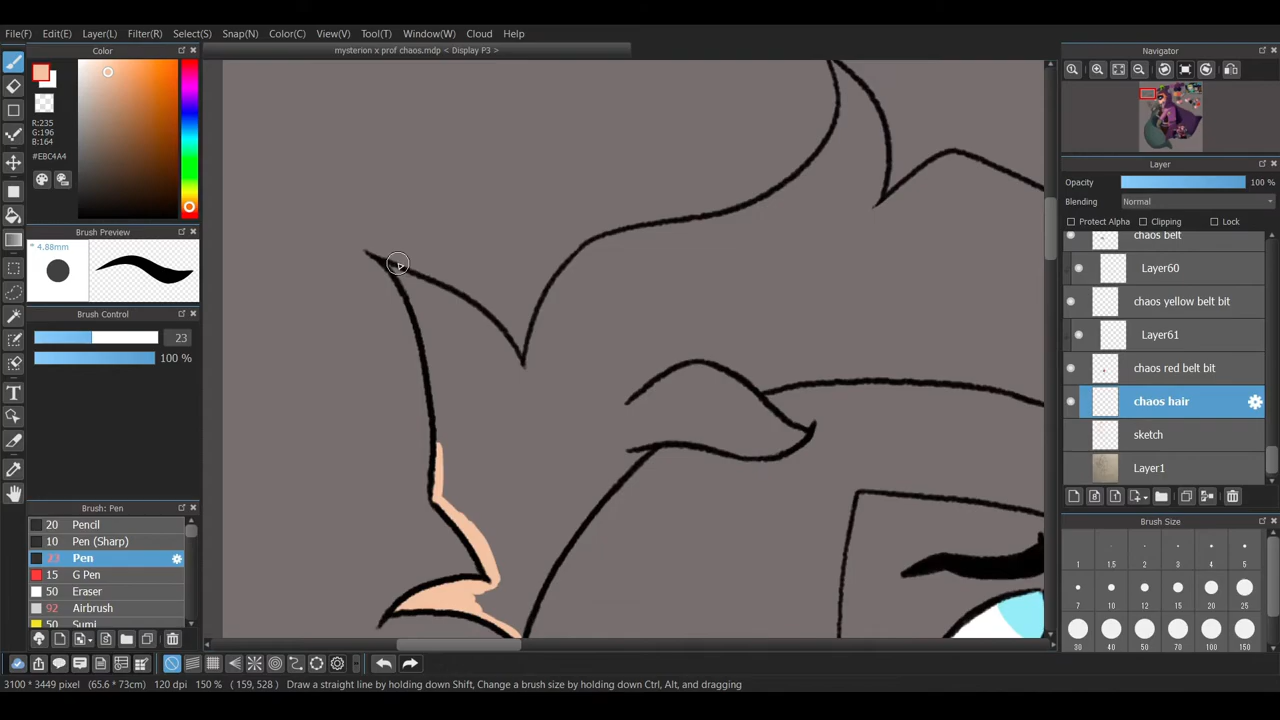 File(F) Edit(E) Layer(L) Filter(R) Select(S) Snap(N) Color(C) View(V) Tool(T) Window(W) Cloud Help
Color
mysterion x prof chaos.mdp < Display P3 >
Navigator
R:235
G:196
B:164
#EBC4A4
Brush Preview
* 4.88mm
Brush Control
23
100 %
Layer
Opacity 100 %
Blending Normal
Protect Alpha Clipping Lock
chaos belt
Layer60
chaos yellow belt bit
Layer61
chaos red belt bit
chaos hair
sketch
Layer1
Brush: Pen
20 Pencil
10 Pen (Sharp)
23 Pen
15 G Pen
50 Eraser
92 Airbrush
50 Sumi
Brush Size
1 1.5 2 3 4 5
7 10 12 15 20 25
30 40 50 70 100 150
3100 * 3449 pixel (65.6 * 73cm) 120 dpi 150 % ( 159, 528 ) Draw a straight line by holding down Shift, Change a brush size by holding down Ctrl, Alt, and dragging